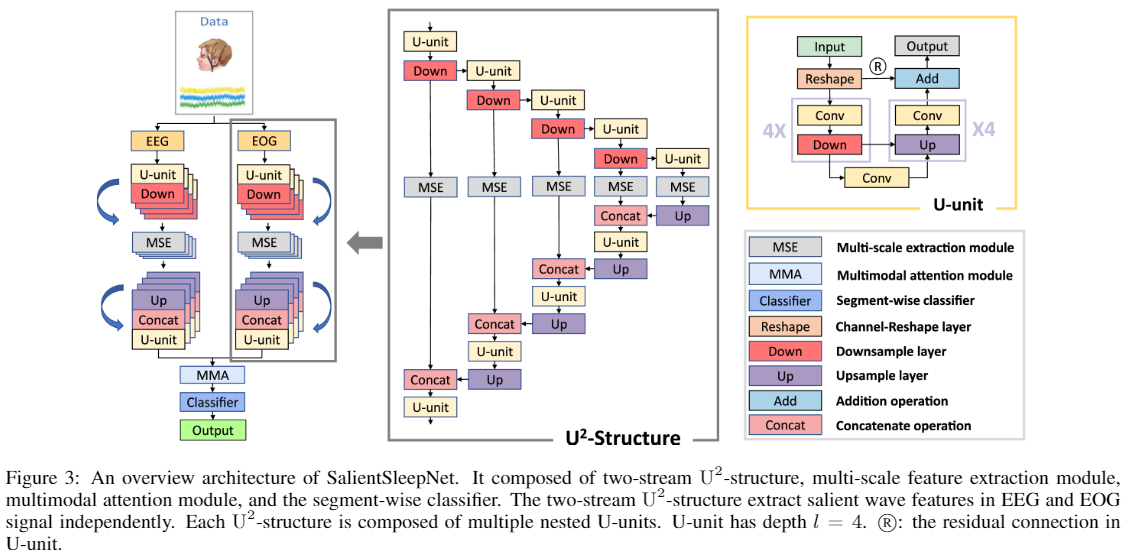 Data
EEG
EOG
U-unit
Down
U-unit
Down
MSE
MSE
Up
Concat
U-unit
Up
Concat
U-unit
MMA
Classifier
Output
U-unit
Down
U-unit
Down
U-unit
Down
U-unit
Down
U-unit
MSE
MSE
MSE
MSE
MSE
Concat
Up
U-unit
Concat
Up
U-unit
Concat
Up
U-unit
Concat
Up
U-unit
U²-Structure
Input
Output
Reshape
Ⓡ
Add
4X
Conv
Conv
X4
Down
Up
Conv
U-unit
MSE Multi-scale extraction module
MMA Multimodal attention module
Classifier Segment-wise classifier
Reshape Channel-Reshape layer
Down Downsample layer
Up Upsample layer
Add Addition operation
Concat Concatenate operation
Figure 3: An overview architecture of SalientSleepNet. It composed of two-stream U²-structure, multi-scale feature extraction module,
multimodal attention module, and the segment-wise classifier. The two-stream U²-structure extract salient wave features in EEG and EOG
signal independently. Each U²-structure is composed of multiple nested U-units. U-unit has depth l = 4. Ⓡ: the residual connection in
U-unit.